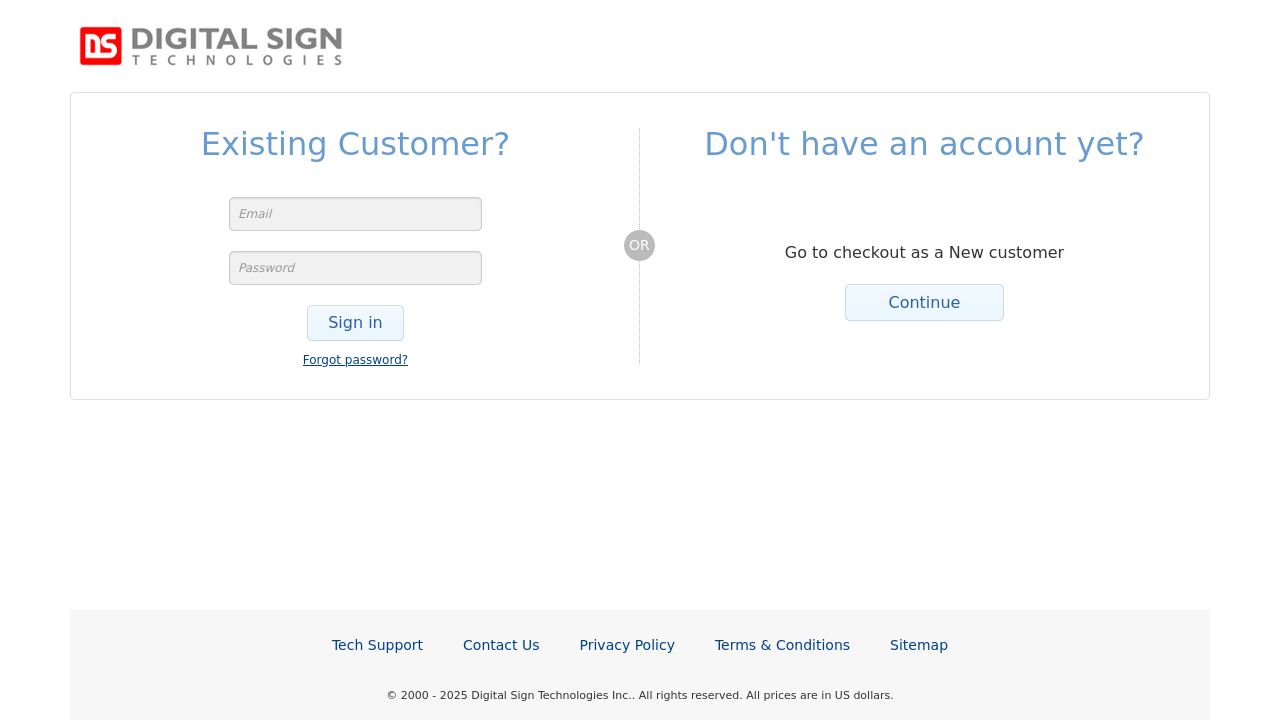 DS DIGITAL SIGN
TECHNOLOGIES
Existing Customer?
Email
Password
Sign in
Forgot password?
OR
Don't have an account yet?
Go to checkout as a New customer
Continue
Tech Support Contact Us Privacy Policy Terms & Conditions Sitemap
© 2000 - 2025 Digital Sign Technologies Inc.. All rights reserved. All prices are in US dollars.